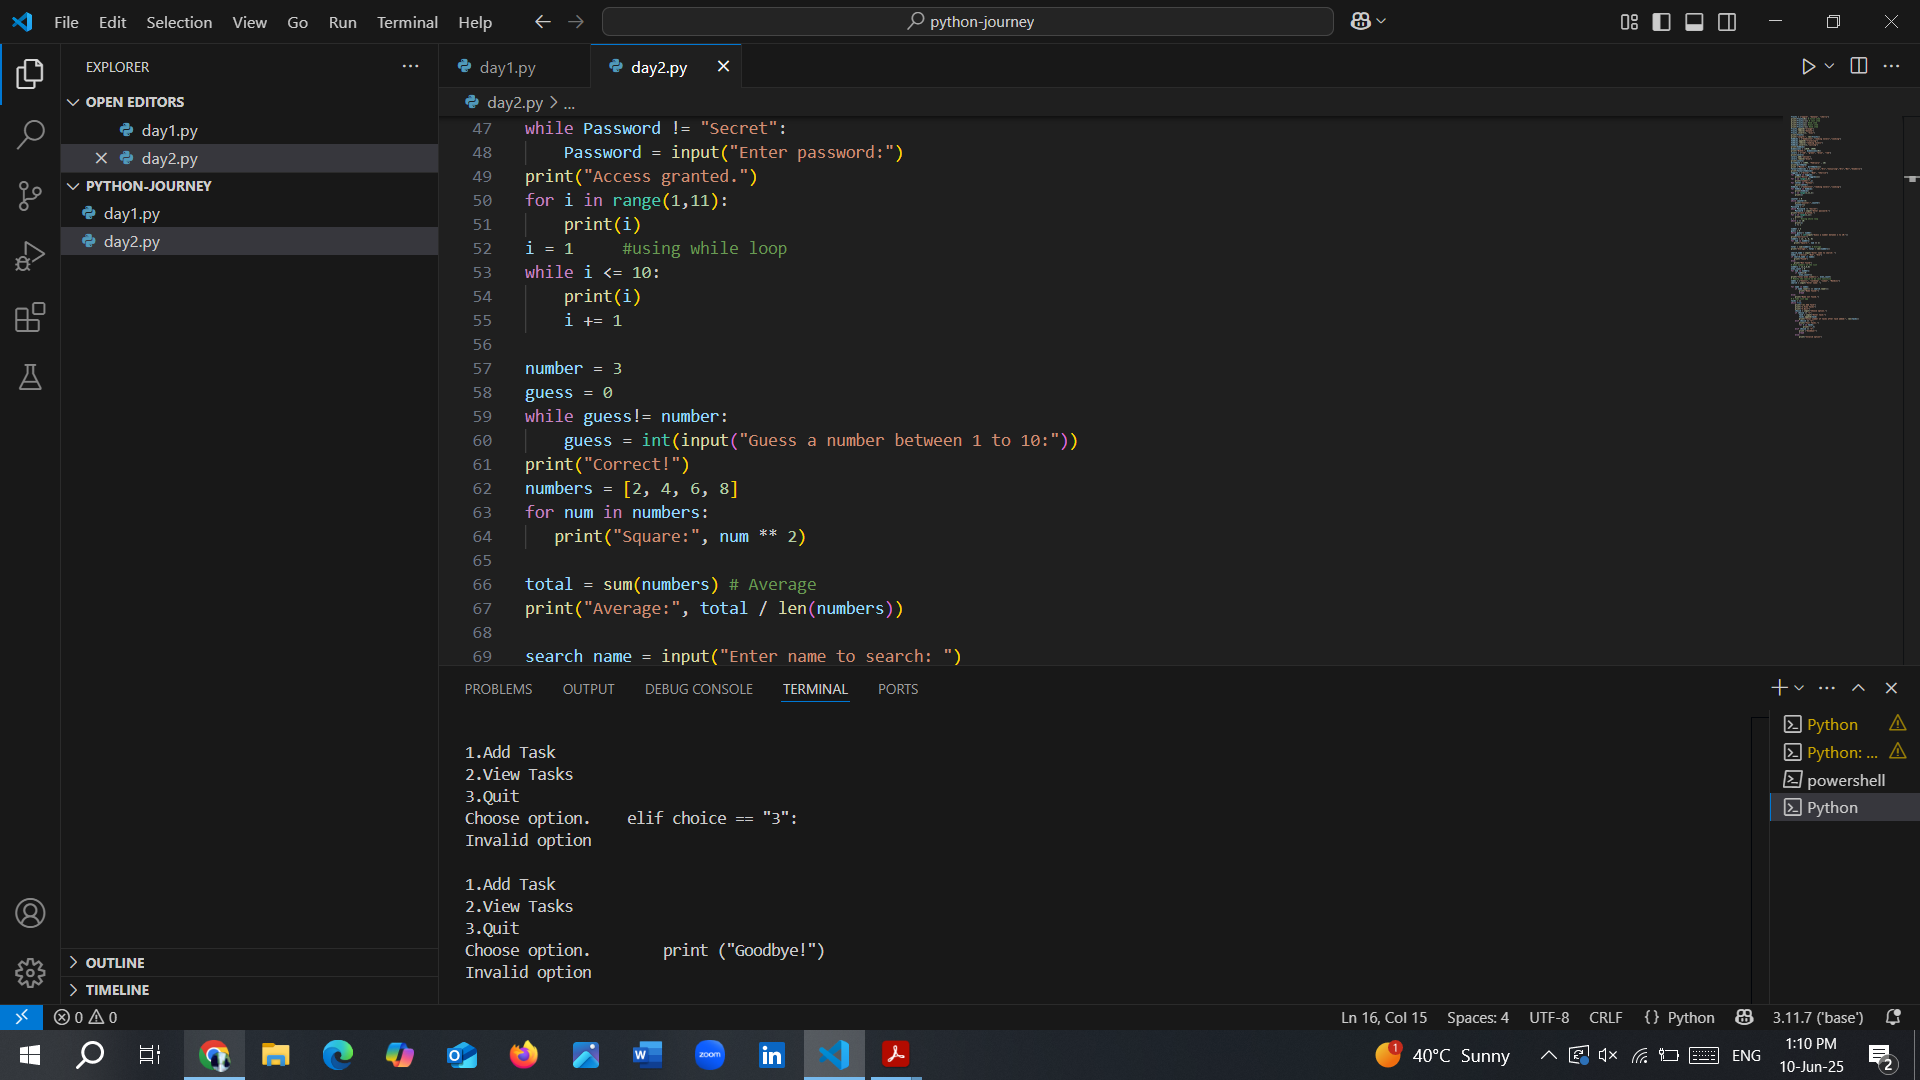 File Edit Selection View Go Run Terminal Help
python-journey
EXPLORER
OPEN EDITORS
day1.py
day2.py
PYTHON-JOURNEY
day1.py
day2.py
OUTLINE
TIMELINE
day1.py
day2.py
day2.py > ...
47 while Password != "Secret":
48 Password = input("Enter password:")
49 print("Access granted.")
50 for i in range(1,11):
51 print(i)
52 i = 1 #using while loop
53 while i <= 10:
54 print(i)
55 i += 1
56
57 number = 3
58 guess = 0
59 while guess!= number:
60 guess = int(input("Guess a number between 1 to 10:"))
61 print("Correct!")
62 numbers = [2, 4, 6, 8]
63 for num in numbers:
64 print("Square:", num ** 2)
65
66 total = sum(numbers) # Average
67 print("Average:", total / len(numbers))
68
69 search name = input("Enter name to search: ")
PROBLEMS OUTPUT DEBUG CONSOLE TERMINAL PORTS
1.Add Task
2.View Tasks
3.Quit
Choose option. elif choice == "3":
Invalid option
1.Add Task
2.View Tasks
3.Quit
Choose option. print ("Goodbye!")
Invalid option
Python
Python: ...
powershell
Python
0 0
Ln 16, Col 15 Spaces: 4 UTF-8 CRLF {} Python 3.11.7 ('base')
zoom
1
40°C Sunny
ENG
1:10 PM
10-Jun-25
2